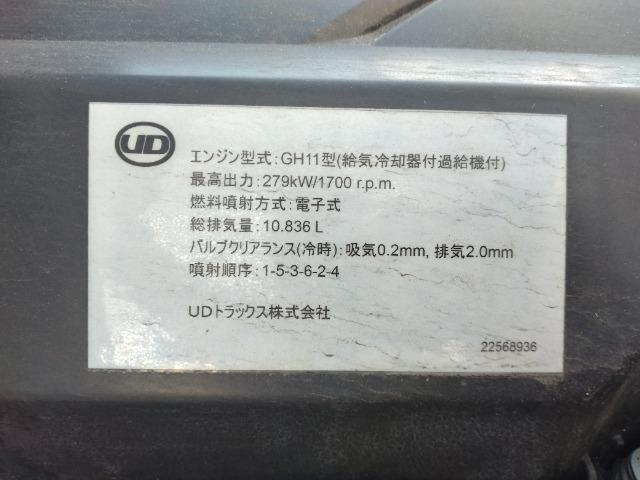 UD
エンジン型式:GH11型(給気冷却器付過給機付)
最高出力:279kW/1700 r.p.m.
燃料噴射方式:電子式
総排気量:10.836 L
バルブクリアランス(冷時):吸気0.2mm, 排気2.0mm
噴射順序:1-5-3-6-2-4
UDトラックス株式会社
22568936